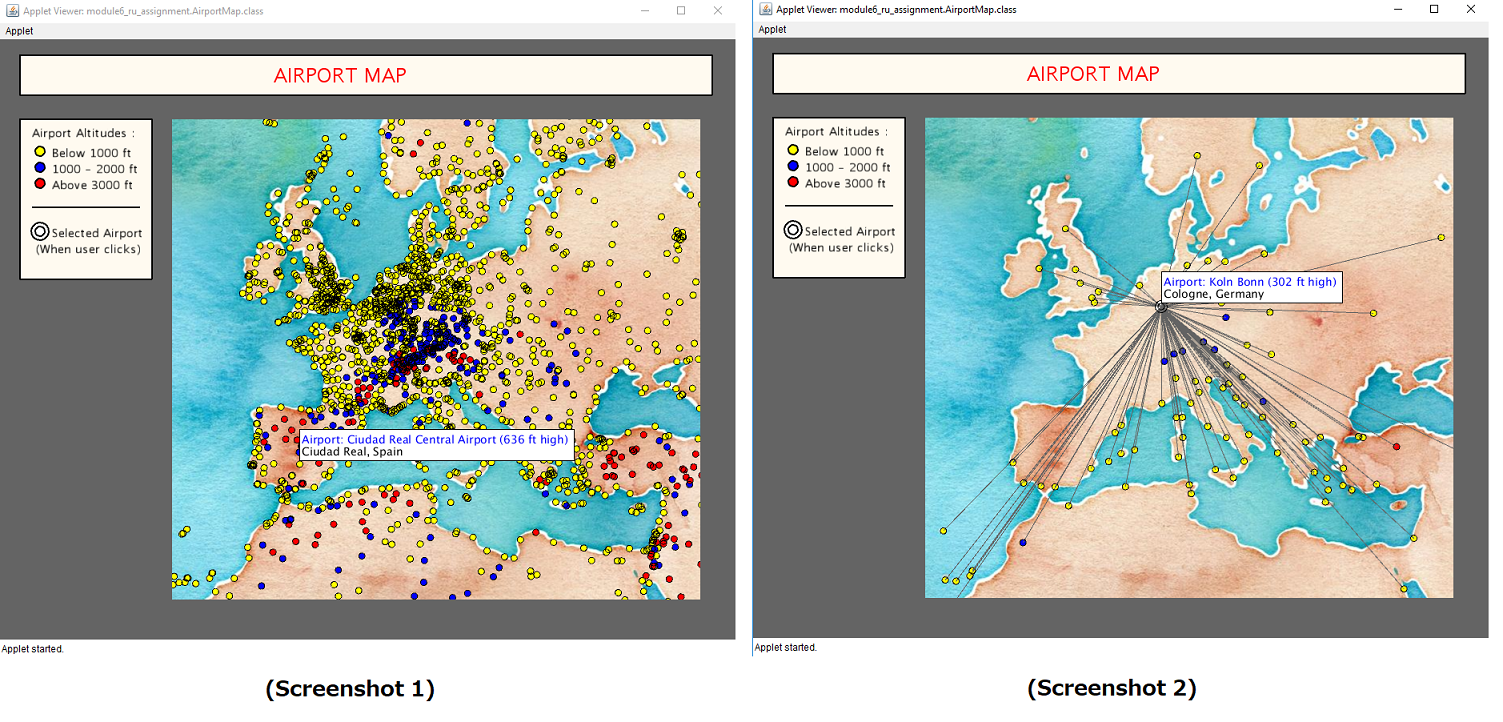 Applet Viewer: module6_ru_assignment.AirportMap.class
Applet
AIRPORT MAP
Airport Altitudes :
Below 1000 ft
1000 - 2000 ft
Above 3000 ft
Selected Airport
(When user clicks)
Airport: Ciudad Real Central Airport (636 ft high)
Ciudad Real, Spain
Applet started.
(Screenshot 1)
Applet Viewer: module6_ru_assignment.AirportMap.class
Applet
AIRPORT MAP
Airport Altitudes :
Below 1000 ft
1000 - 2000 ft
Above 3000 ft
Selected Airport
(When user clicks)
Airport: Koln Bonn (302 ft high)
Cologne, Germany
Applet started.
(Screenshot 2)